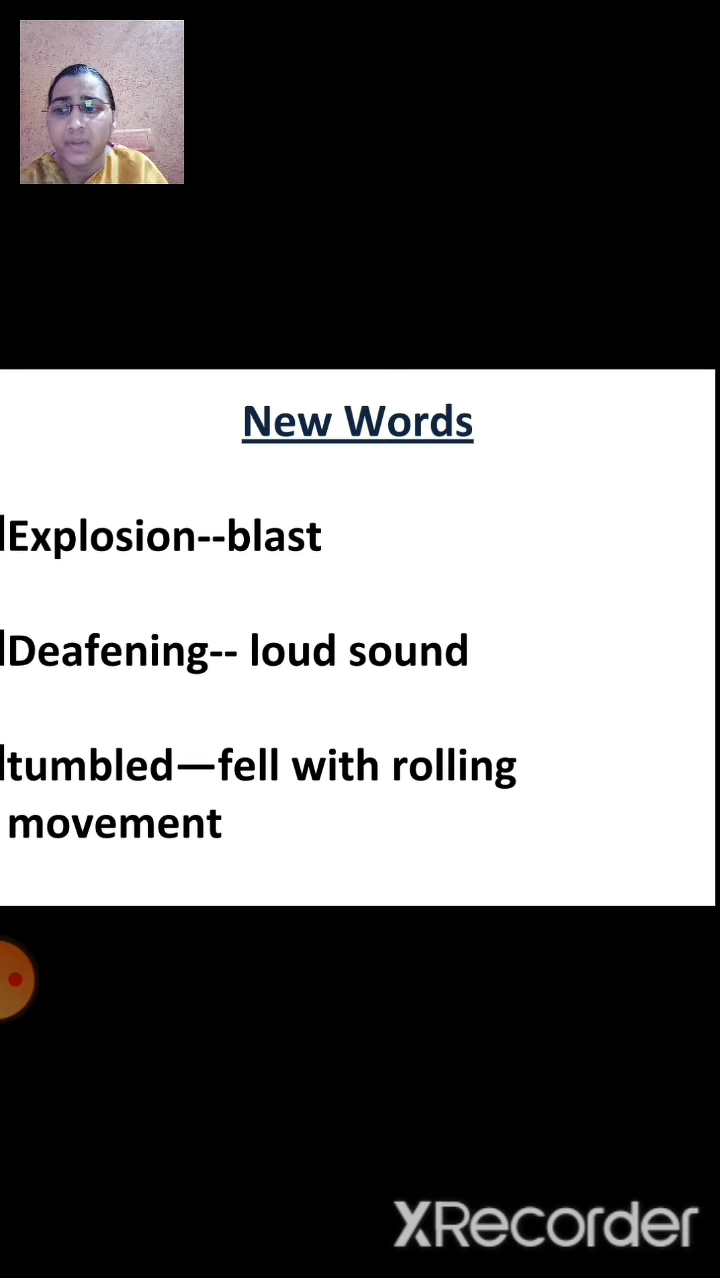 New Words
Explosion--blast
Deafening-- loud sound
tumbled—fell with rolling
movement
XRecorder